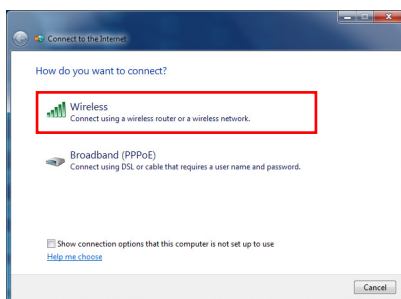 Connect to the Internet
How do you want to connect?
Wireless
Connect using a wireless router or a wireless network.
Broadband (PPPoE)
Connect using DSL or cable that requires a user name and password.
Show connection options that this computer is not set up to use
Help me choose
Cancel